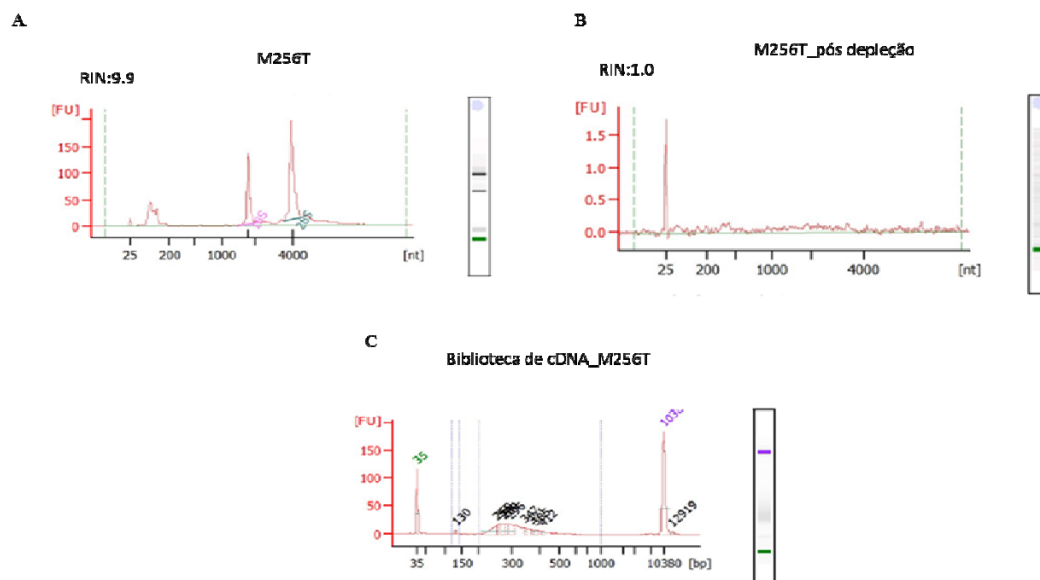 A
M256T
RIN:9.9
[FU]
150
100
50
0
25 200 1000 4000 [nt]
B
M256T_pós depleção
RIN:1.0
[FU]
1.5
1.0
0.5
0.0
25 200 1000 4000 [nt]
C
Biblioteca de cDNA_M256T
[FU]
150
100
50
0
35
130
12919
35 150 300 500 1000 10380 [bp]